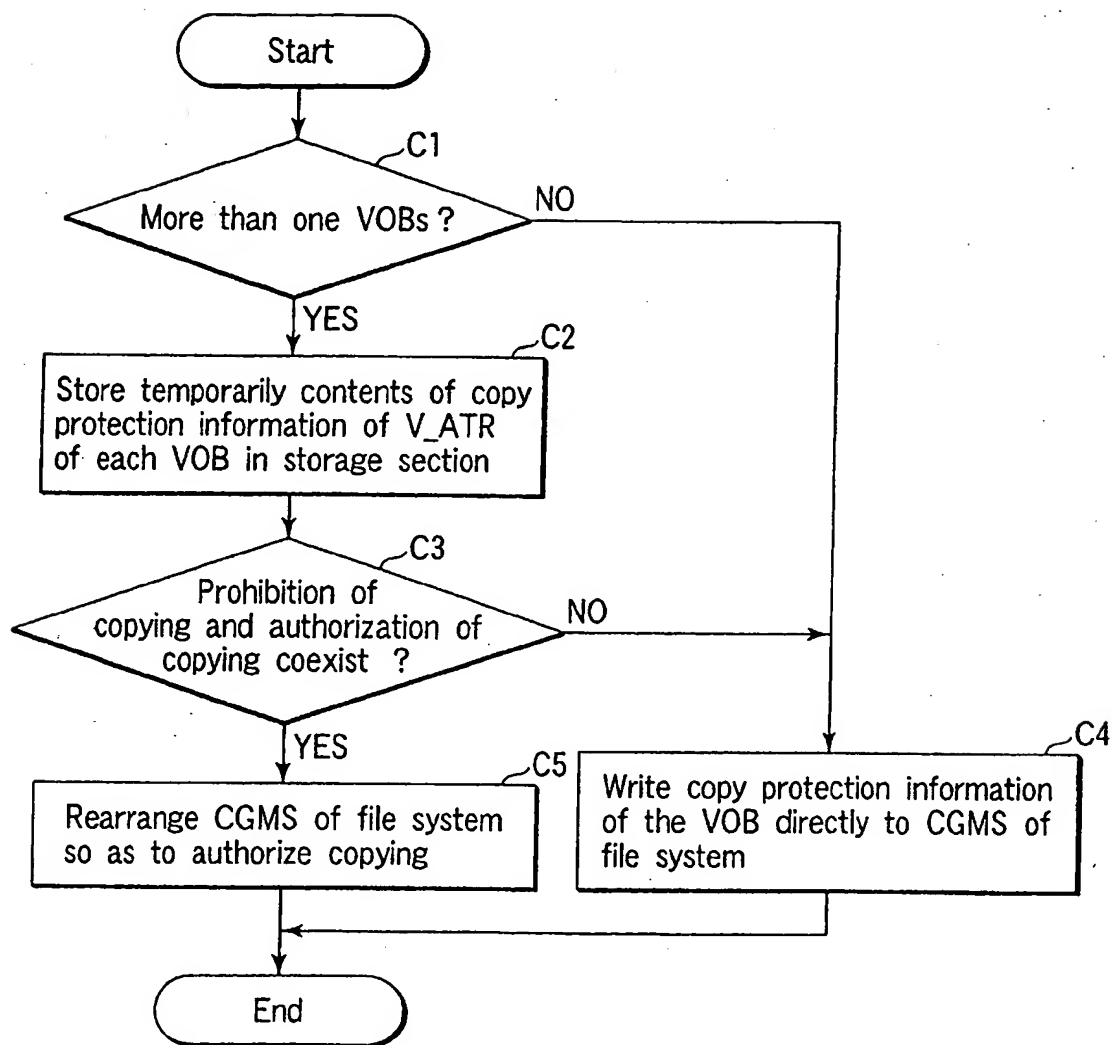 Start
C1
More than one VOBs ?
NO
YES
C2
Store temporarily contents of copy
protection information of V_ATR
of each VOB in storage section
C3
Prohibition of
copying and authorization of
copying coexist ?
NO
YES
C5
Rearrange CGMS of file system
so as to authorize copying
C4
Write copy protection information
of the VOB directly to CGMS of
file system
End